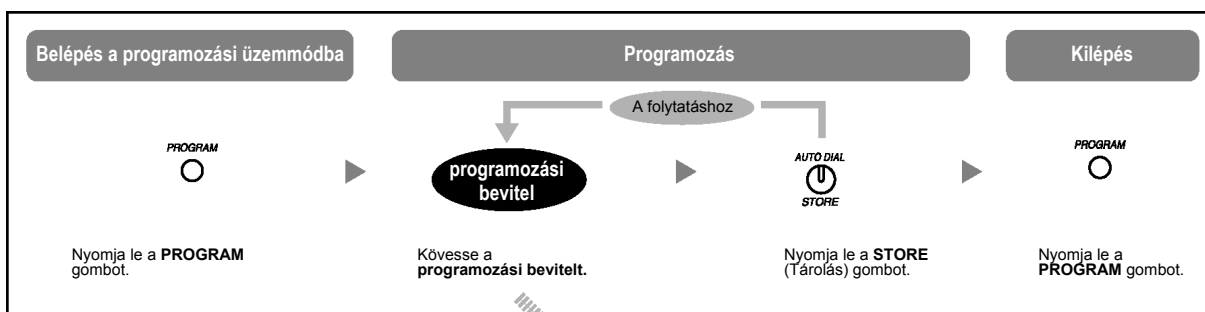 Belépés a programozási üzemmódba
Programozás
Kilépés
A folytatáshoz
PROGRAM
programozási
bevitel
AUTO DIAL
STORE
PROGRAM
Nyomja le a PROGRAM
gombot.
Kövesse a
programozási bevitelt.
Nyomja le a STORE
(Tárolás) gombot.
Nyomja le a
PROGRAM gombot.